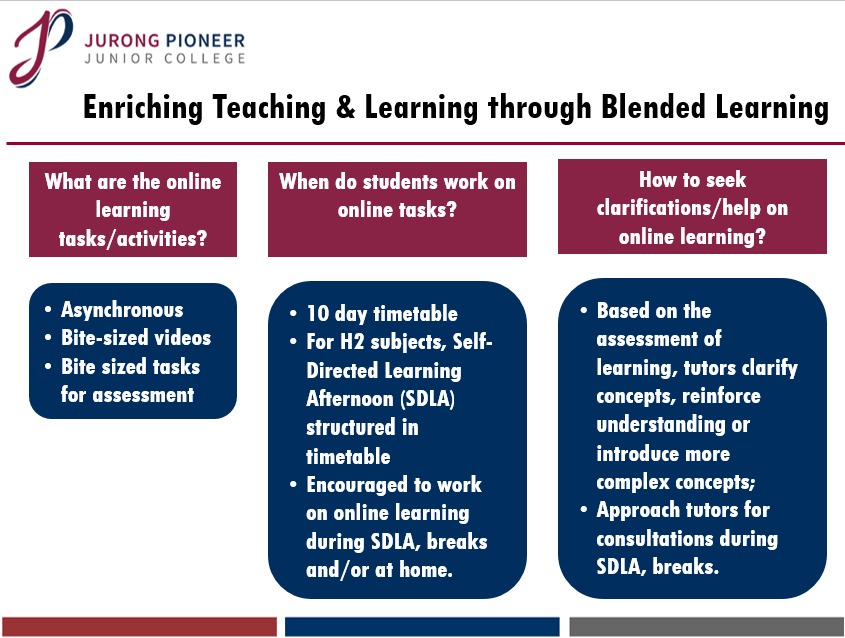 JURONG PIONEER
JUNIOR COLLEGE
Enriching Teaching & Learning through Blended Learning
What are the online
learning
tasks/activities?
• Asynchronous
• Bite-sized videos
• Bite sized tasks
for assessment
When do students work on
online tasks?
• 10 day timetable
• For H2 subjects, Self-
Directed Learning
Afternoon (SDLA)
structured in
timetable
• Encouraged to work
on online learning
during SDLA, breaks
and/or at home.
How to seek
clarifications/help on
online learning?
• Based on the
assessment of
learning, tutors clarify
concepts, reinforce
understanding or
introduce more
complex concepts;
• Approach tutors for
consultations during
SDLA, breaks.